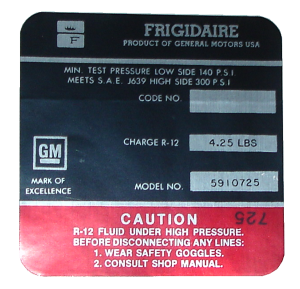 F
FRIGIDAIRE
PRODUCT OF GENERAL MOTORS USA
MIN. TEST PRESSURE LOW SIDE 140 P.S.I
MEETS S.A.E. J639 HIGH SIDE 300 P.S.I
CODE NO.
CHARGE R-12 4.25 LBS
GM
MARK OF
EXCELLENCE
MODEL NO. 5910725
725
CAUTION
R-12 FLUID UNDER HIGH PRESSURE.
BEFORE DISCONNECTING ANY LINES:
1. WEAR SAFETY GOGGLES.
2. CONSULT SHOP MANUAL.